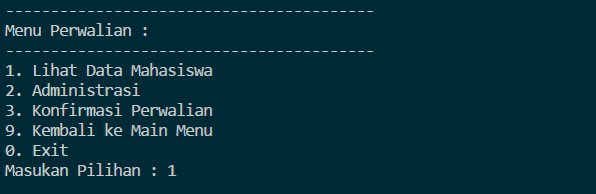 -----------------------------------------
Menu Perwalian :
-----------------------------------------
1. Lihat Data Mahasiswa
2. Administrasi
3. Konfirmasi Perwalian
9. Kembali ke Main Menu
0. Exit
Masukan Pilihan : 1